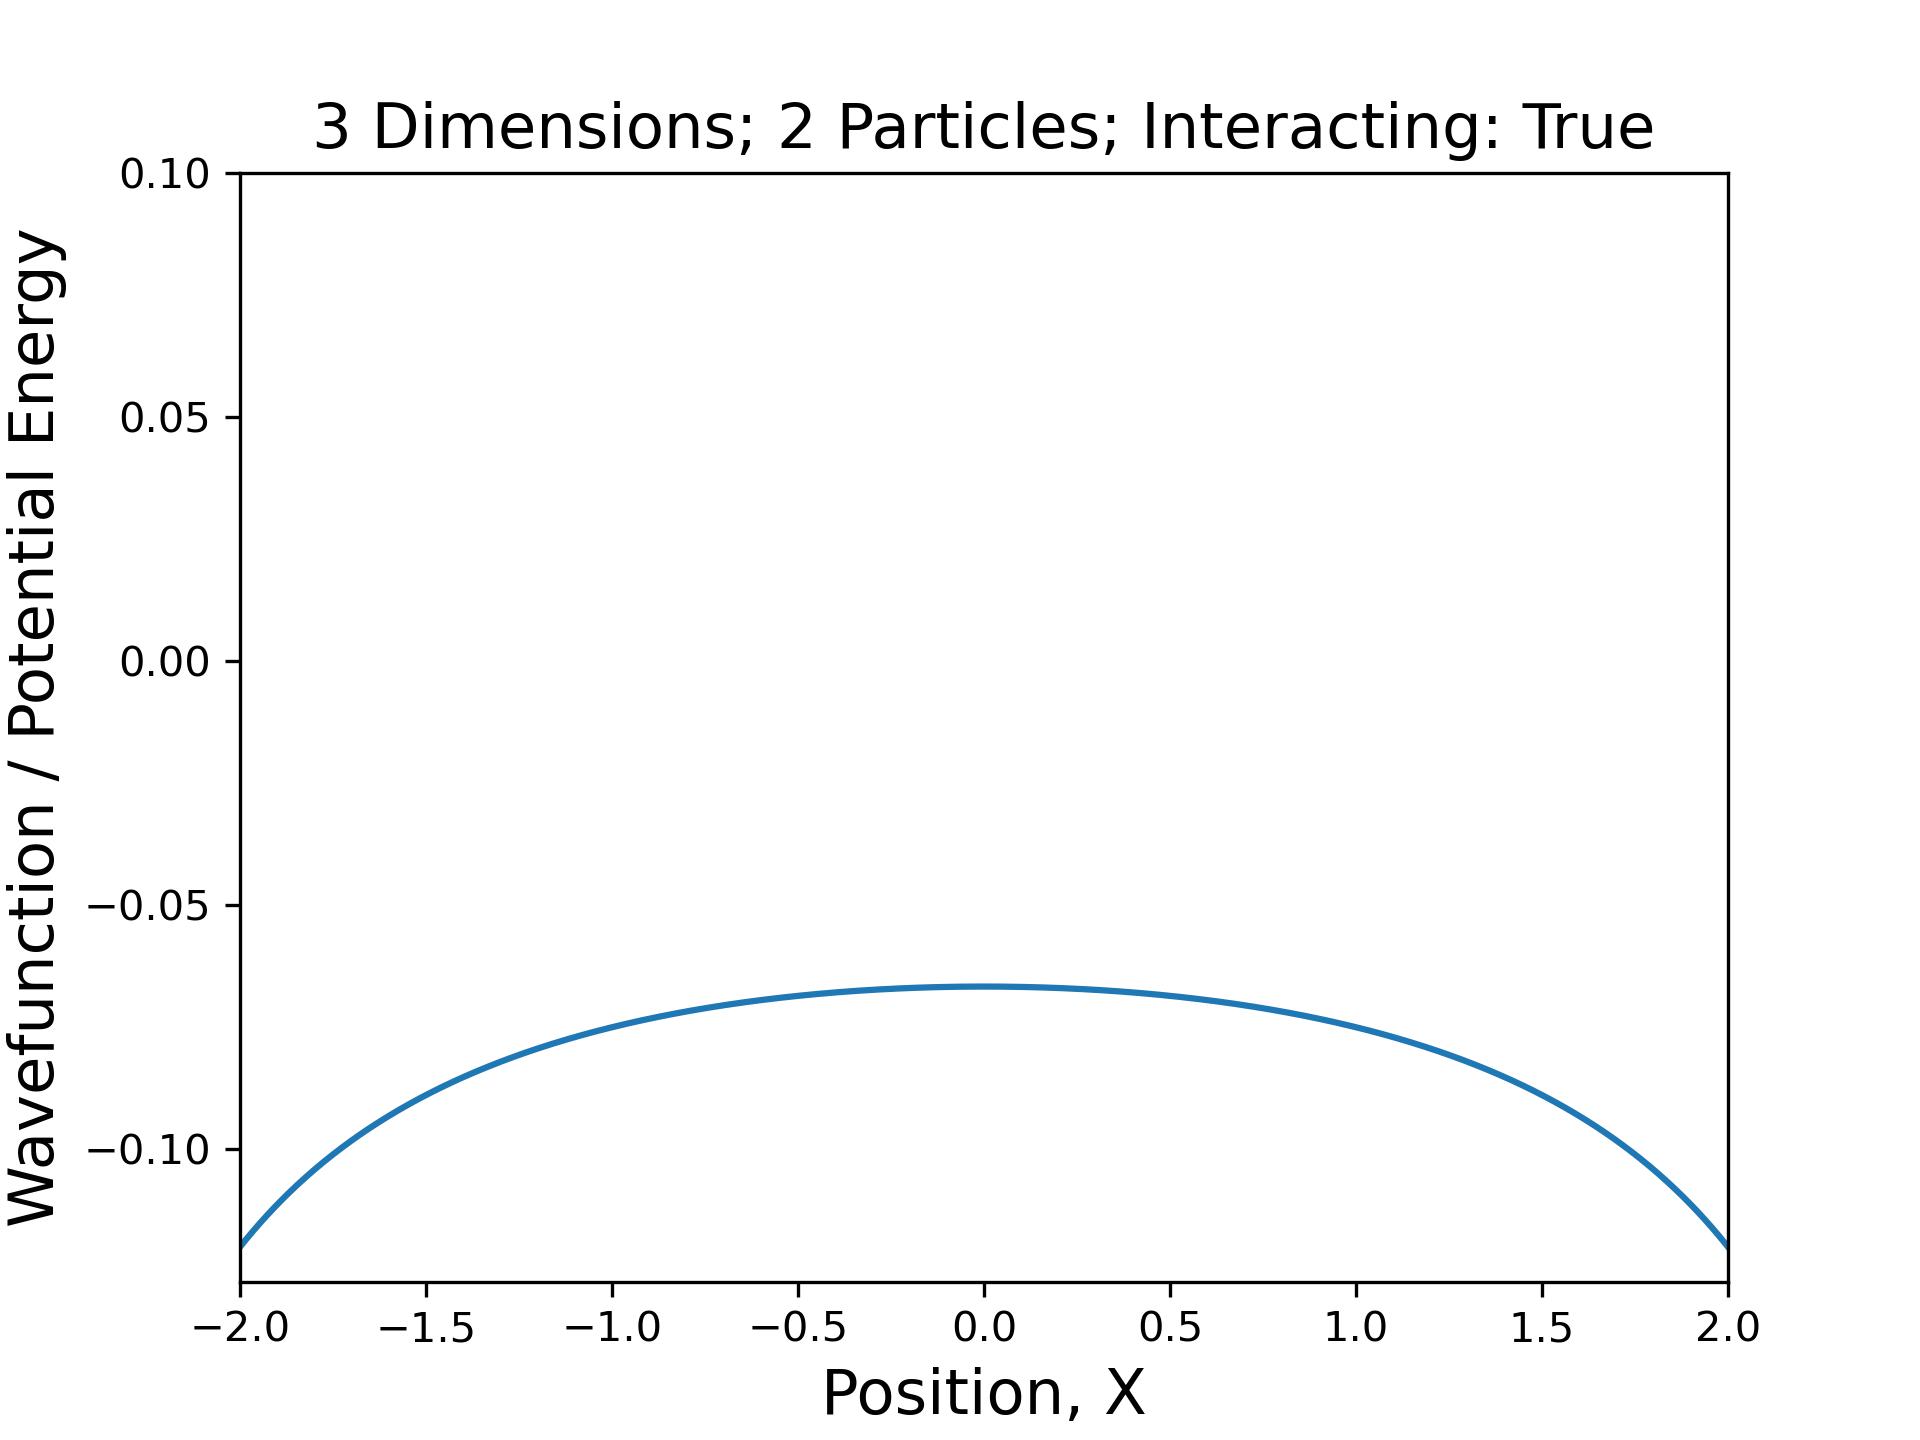 3 Dimensions; 2 Particles; Interacting: True
Wavefunction / Potential Energy
0.10
0.05
0.00
−0.05
−0.10
−2.0 −1.5 −1.0 −0.5 0.0 0.5 1.0 1.5 2.0
Position, X